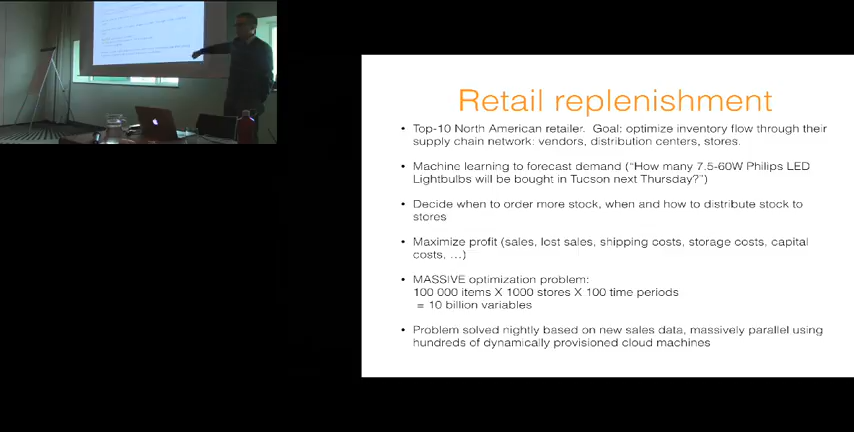 Retail replenishment
• Top-10 North American retailer. Goal: optimize inventory flow through their
supply chain network: vendors, distribution centers, stores.
• Machine learning to forecast demand ("How many 7.5-60W Philips LED
Lightbulbs will be bought in Tucson next Thursday?")
• Decide when to order more stock, when and how to distribute stock to
stores
• Maximize profit (sales, lost sales, shipping costs, storage costs, capital
costs, …)
• MASSIVE optimization problem:
100 000 items X 1000 stores X 100 time periods
= 10 billion variables
• Problem solved nightly based on new sales data, massively parallel using
hundreds of dynamically provisioned cloud machines